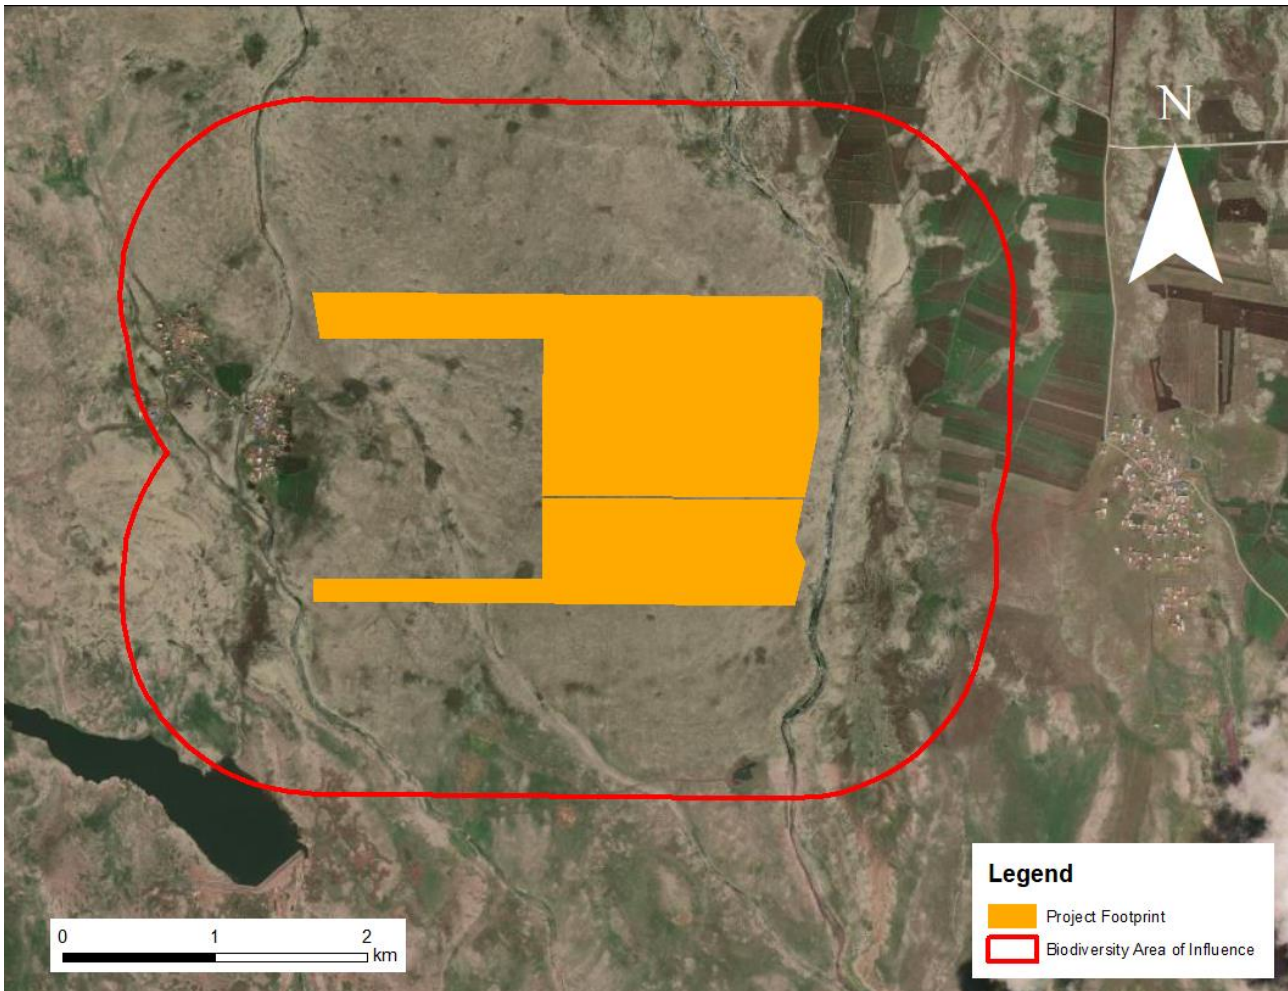 N
Legend
Project Footprint
Biodiversity Area of Influence
0 1 2
km